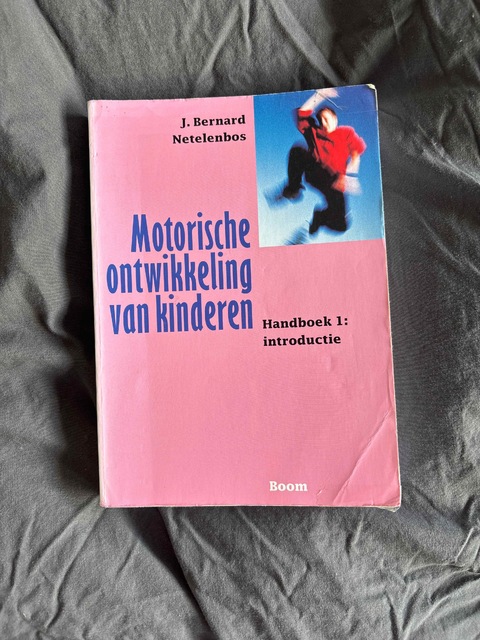 J. Bernard
Netelenbos
Motorische
ontwikkeling
van kinderen
Handboek 1:
introductie
Boom